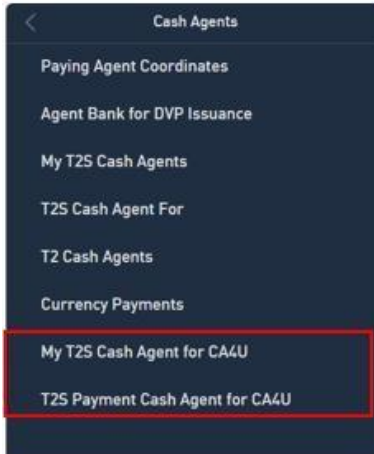 Cash Agents
Paying Agent Coordinates
Agent Bank for DVP Issuance
My T2S Cash Agents
T2S Cash Agent For
T2 Cash Agents
Currency Payments
My T2S Cash Agent for CA4U
T2S Payment Cash Agent for CA4U